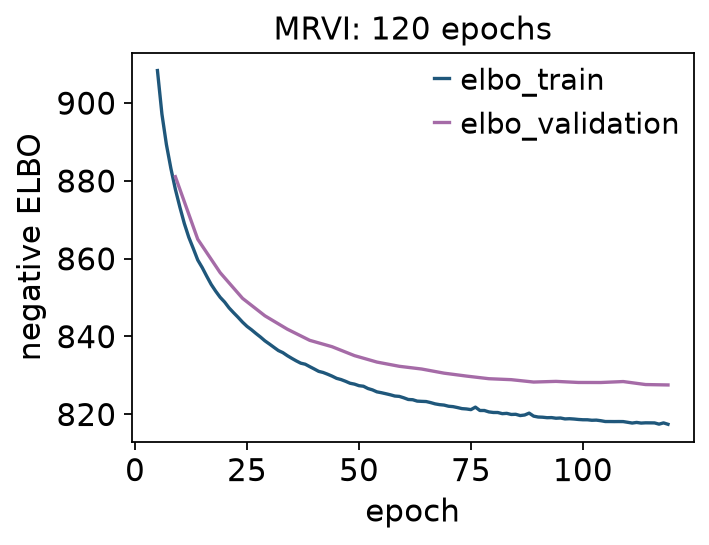 MRVI: 120 epochs
elbo_train
elbo_validation
negative ELBO
900
880
860
840
820
0 25 50 75 100
epoch